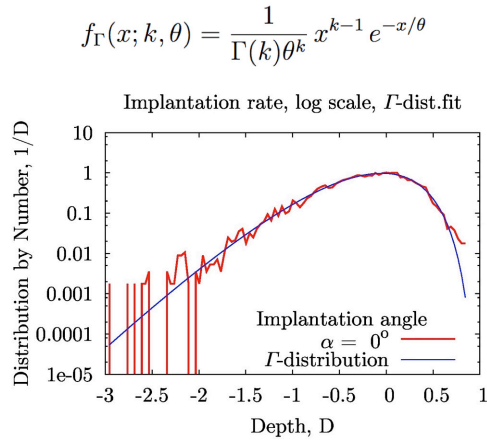 f_Γ(x; k, θ) = \frac{1}{Γ(k)θ^k} x^{k−1} e^{−x/θ}
Implantation rate, log scale, Γ-dist.fit
Distribution by Number, 1/D
10
1
0.1
0.01
0.001
0.0001
1e-05
Implantation angle
α = 0°
Γ-distribution
-3 -2.5 -2 -1.5 -1 -0.5 0 0.5 1
Depth, D